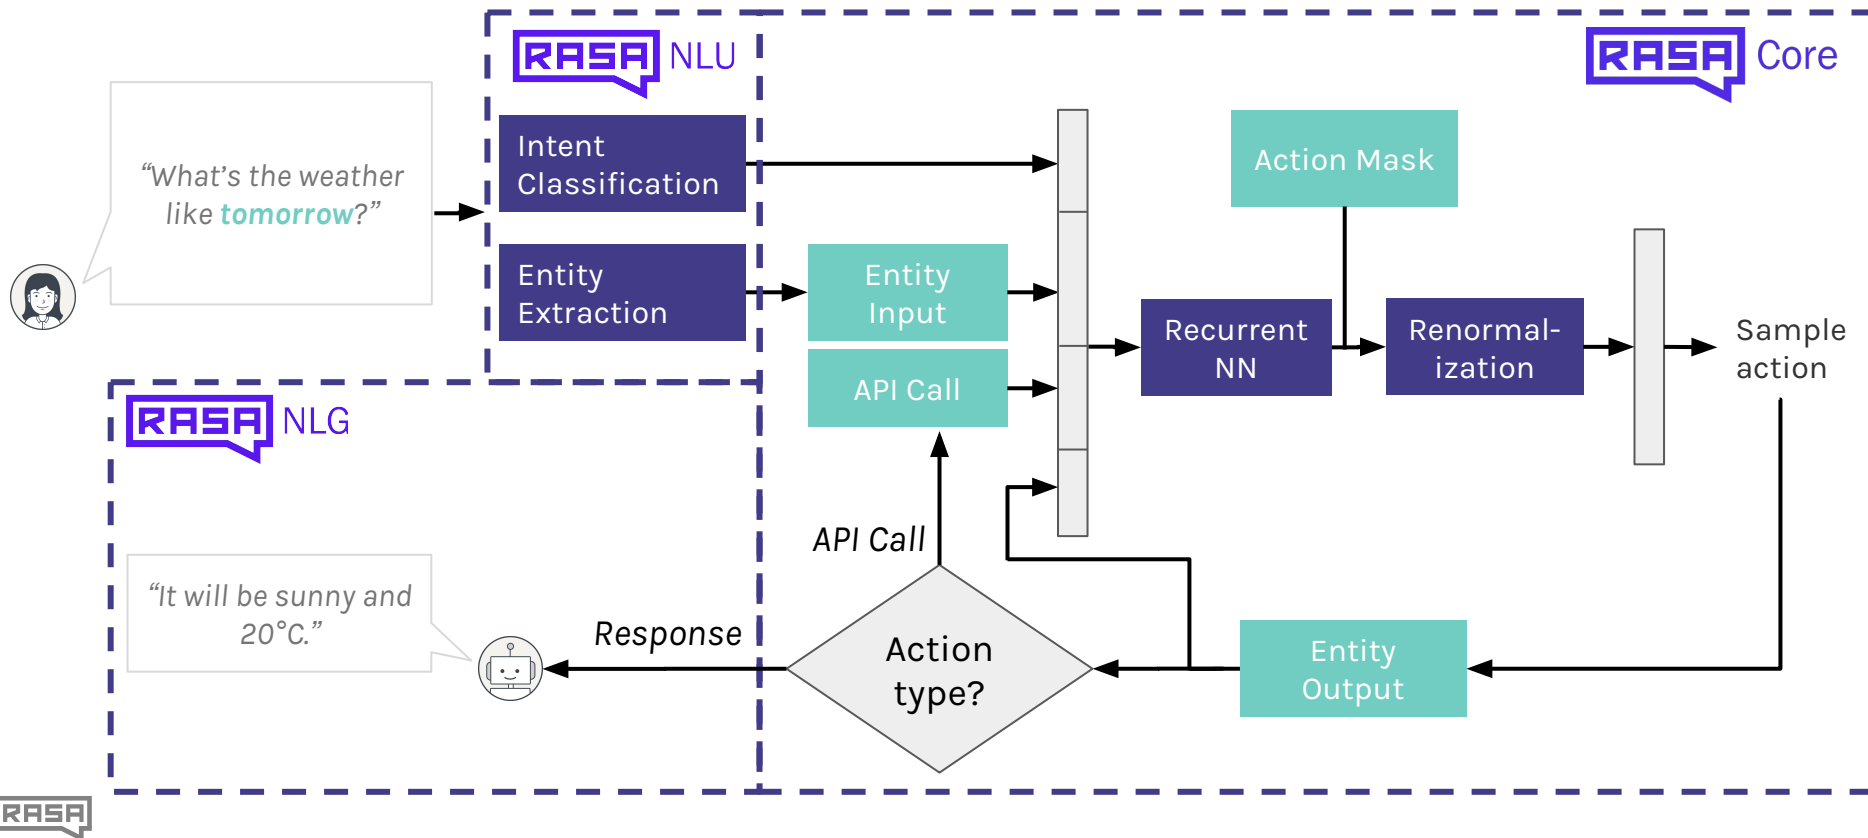 RASA NLU
RASA Core
Intent
Classification
Action Mask
“What’s the weather
like tomorrow?”
Entity
Extraction
Entity
Input
Recurrent
NN
Renormal-
ization
Sample
action
API Call
RASA NLG
API Call
“It will be sunny and
20°C.”
Response
Action
type?
Entity
Output
RASA